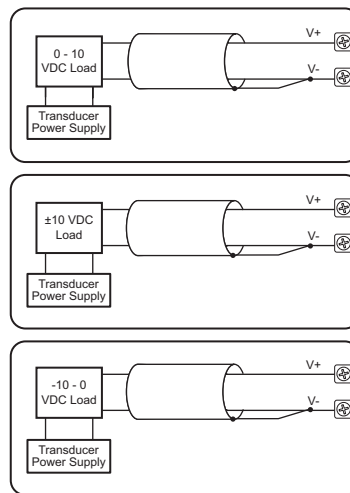 0 - 10
VDC Load
V+
V-
Transducer
Power Supply
±10 VDC
Load
V+
V-
Transducer
Power Supply
-10 - 0
VDC Load
V+
V-
Transducer
Power Supply